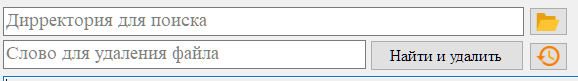 Дирректория для поиска
Слово для удаления файла
Найти и удалить